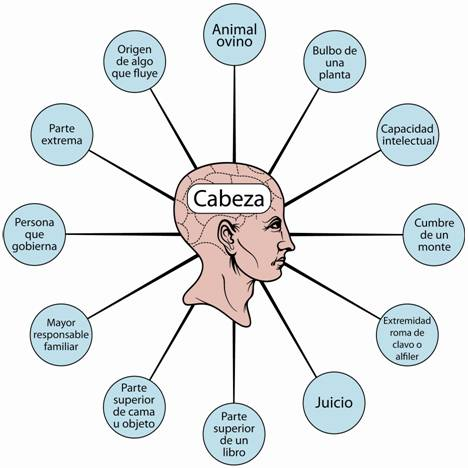 Animal
ovino
Bulbo de
una
planta
Capacidad
intelectual
Cumbre
de un
monte
Extremidad
roma de
clavo o
alfiler
Juicio
Parte
superior
de un
libro
Parte
superior
de cama
u objeto
Mayor
responsable
familiar
Persona
que
gobierna
Parte
extrema
Origen
de algo
que fluye
Cabeza